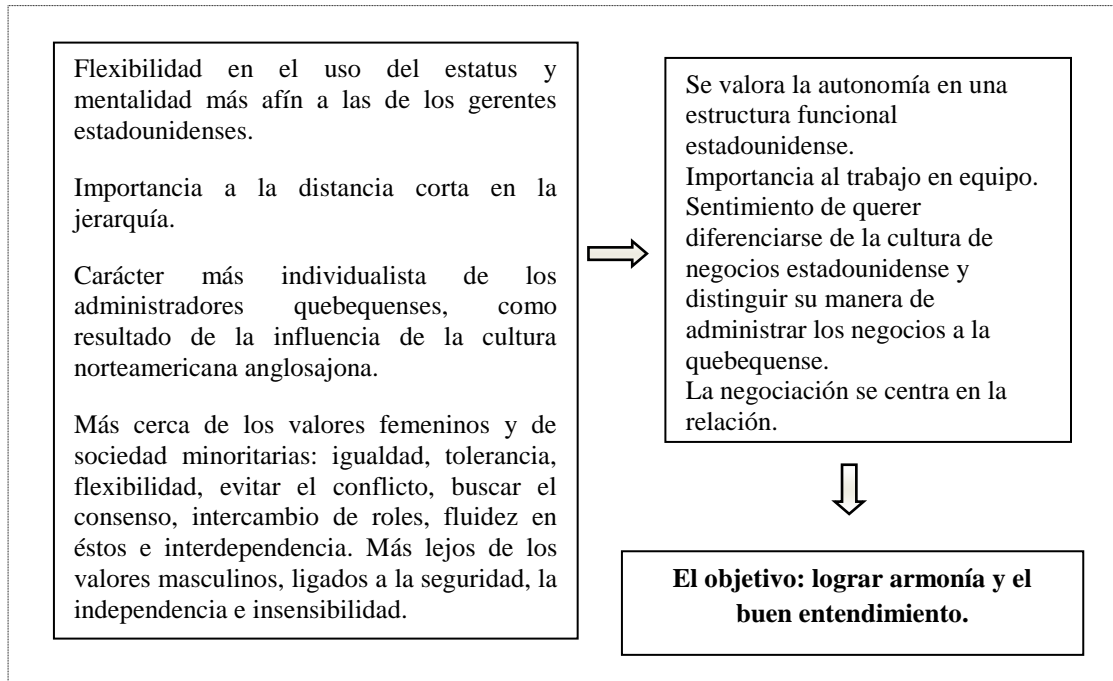 Flexibilidad en el uso del estatus y
mentalidad más afín a las de los gerentes
estadounidenses.
Importancia a la distancia corta en la
jerarquía.
Carácter más individualista de los
administradores quebequenses, como
resultado de la influencia de la cultura
norteamericana anglosajona.
Más cerca de los valores femeninos y de
sociedad minoritarias: igualdad, tolerancia,
flexibilidad, evitar el conflicto, buscar el
consenso, intercambio de roles, fluidez en
éstos e interdependencia. Más lejos de los
valores masculinos, ligados a la seguridad, la
independencia e insensibilidad.
Se valora la autonomía en una
estructura funcional
estadounidense.
Importancia al trabajo en equipo.
Sentimiento de querer
diferenciarse de la cultura de
negocios estadounidense y
distinguir su manera de
administrar los negocios a la
quebequense.
La negociación se centra en la
relación.
El objetivo: lograr armonía y el
buen entendimiento.